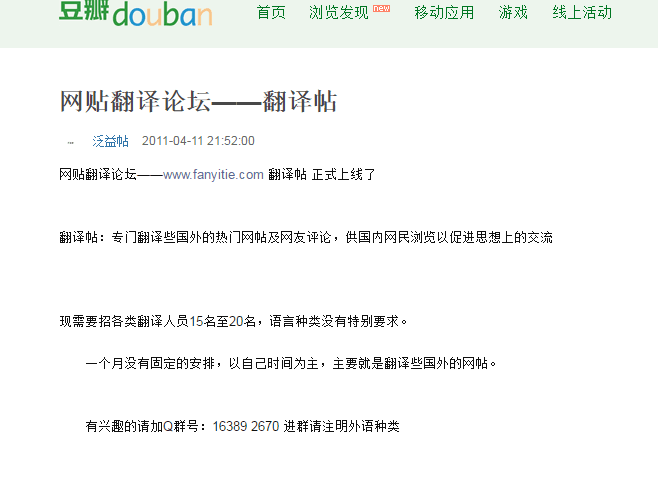 豆瓣douban 首页 浏览发现 new 移动应用 游戏 线上活动
网贴翻译论坛——翻译帖
泛益帖 2011-04-11 21:52:00
网贴翻译论坛——www.fanyitie.com 翻译帖 正式上线了
翻译帖：专门翻译些国外的热门网帖及网友评论，供国内网民浏览以促进思想上的交流
现需要招各类翻译人员15名至20名，语言种类没有特别要求。
一个月没有固定的安排，以自己时间为主，主要就是翻译些国外的网帖。
有兴趣的请加Q群号：16389 2670 进群请注明外语种类